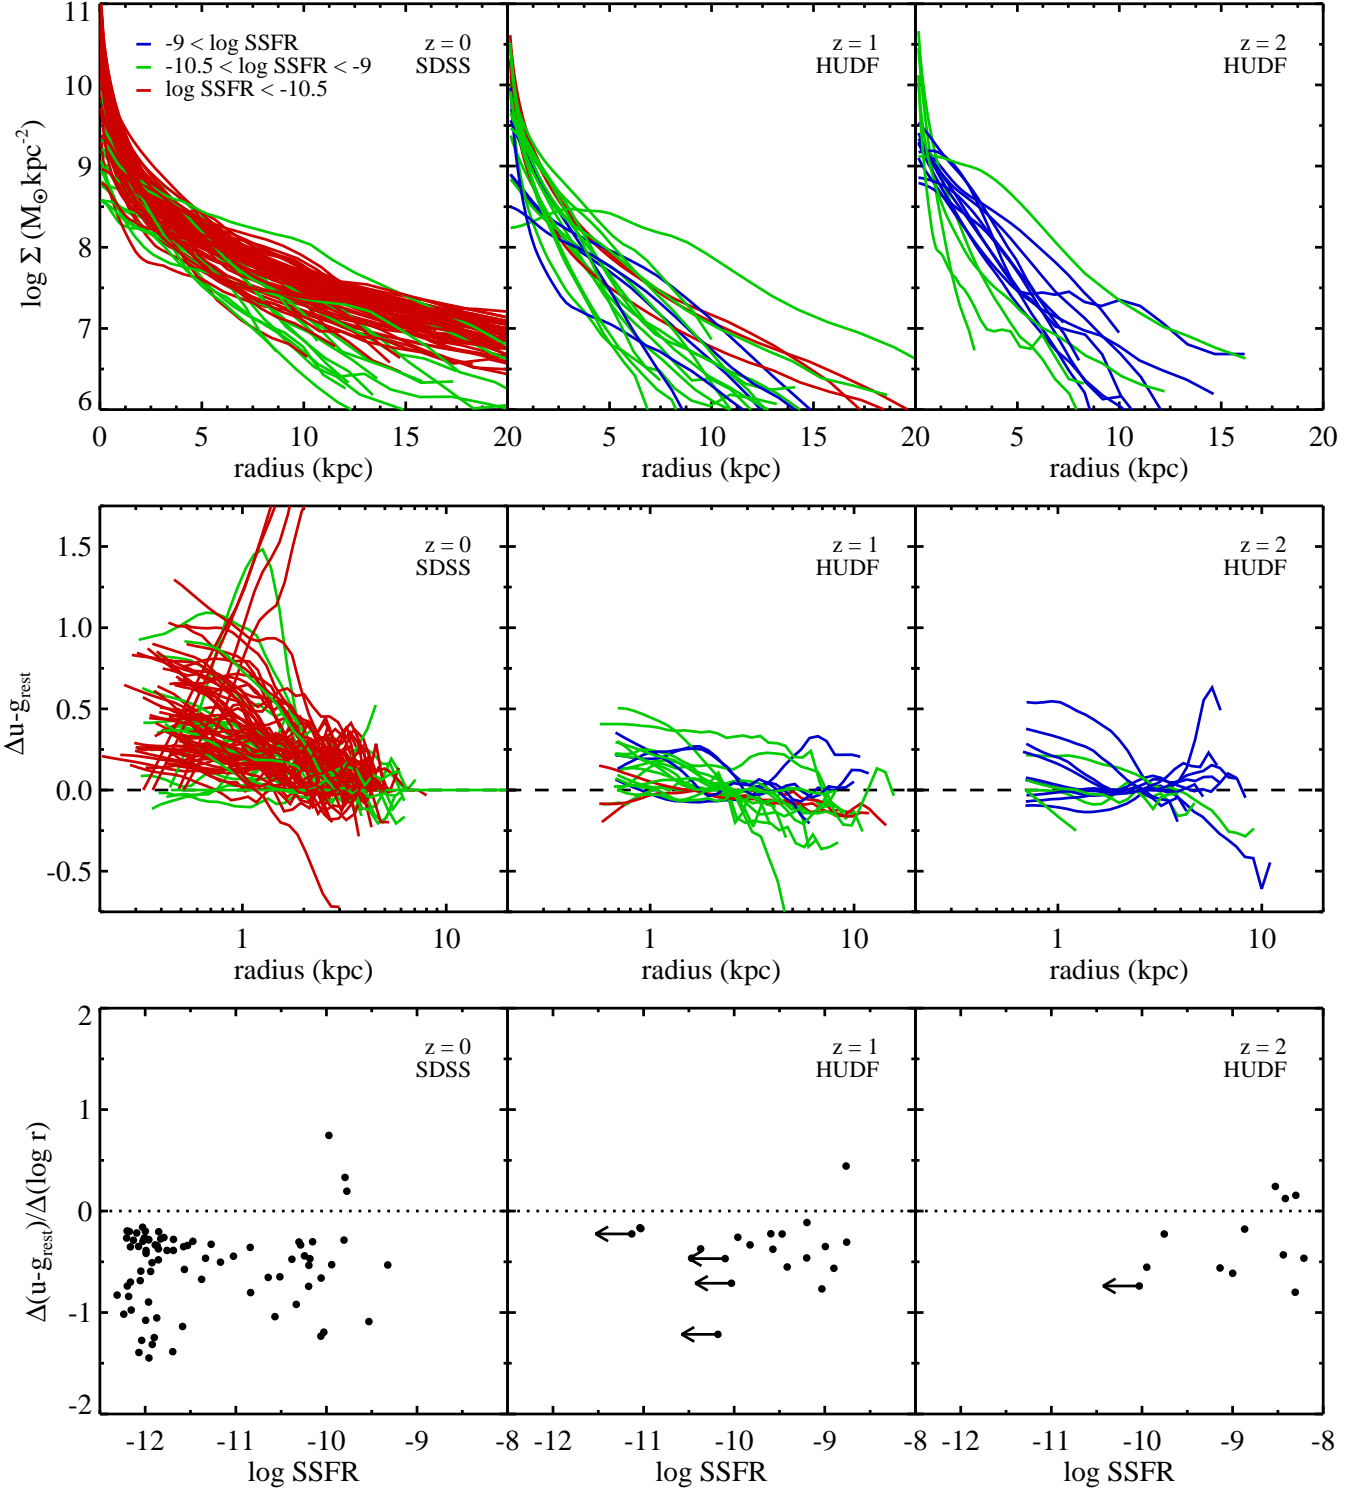 11
10
9
8
7
6
log Σ (M⊙kpc⁻²)
-9 < log SSFR
-10.5 < log SSFR < -9
log SSFR < -10.5
z = 0
SDSS
z = 1
HUDF
z = 2
HUDF
0 5 10 15 20 5 10 15 20 5 10 15 20
radius (kpc) radius (kpc) radius (kpc)
1.5
1.0
0.5
0.0
-0.5
Δu-g_rest
z = 0
SDSS
z = 1
HUDF
z = 2
HUDF
1 1 10 1 10
radius (kpc) radius (kpc) radius (kpc)
2
1
0
-1
-2
Δ(u-g_rest)/Δ(log r)
z = 0
SDSS
z = 1
HUDF
z = 2
HUDF
-12 -11 -10 -9 -8 -12 -11 -10 -9 -8 -12 -11 -10 -9 -8
log SSFR log SSFR log SSFR